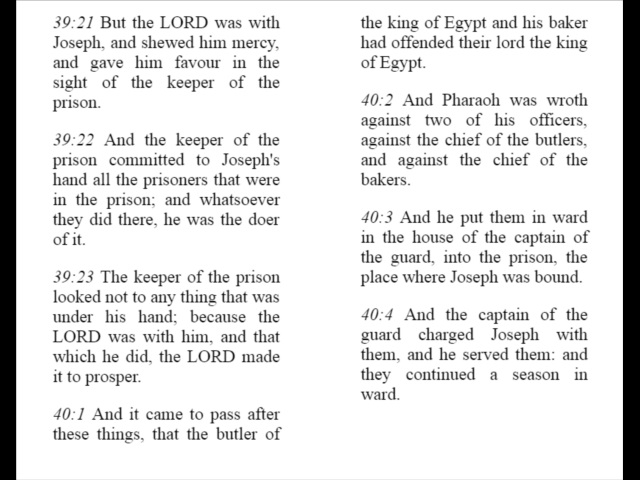 39:21 But the LORD was with
Joseph, and shewed him mercy,
and gave him favour in the
sight of the keeper of the
prison.
39:22 And the keeper of the
prison committed to Joseph's
hand all the prisoners that were
in the prison; and whatsoever
they did there, he was the doer
of it.
39:23 The keeper of the prison
looked not to any thing that was
under his hand; because the
LORD was with him, and that
which he did, the LORD made
it to prosper.
40:1 And it came to pass after
these things, that the butler of
the king of Egypt and his baker
had offended their lord the king
of Egypt.
40:2 And Pharaoh was wroth
against two of his officers,
against the chief of the butlers,
and against the chief of the
bakers.
40:3 And he put them in ward
in the house of the captain of
the guard, into the prison, the
place where Joseph was bound.
40:4 And the captain of the
guard charged Joseph with
them, and he served them: and
they continued a season in
ward.